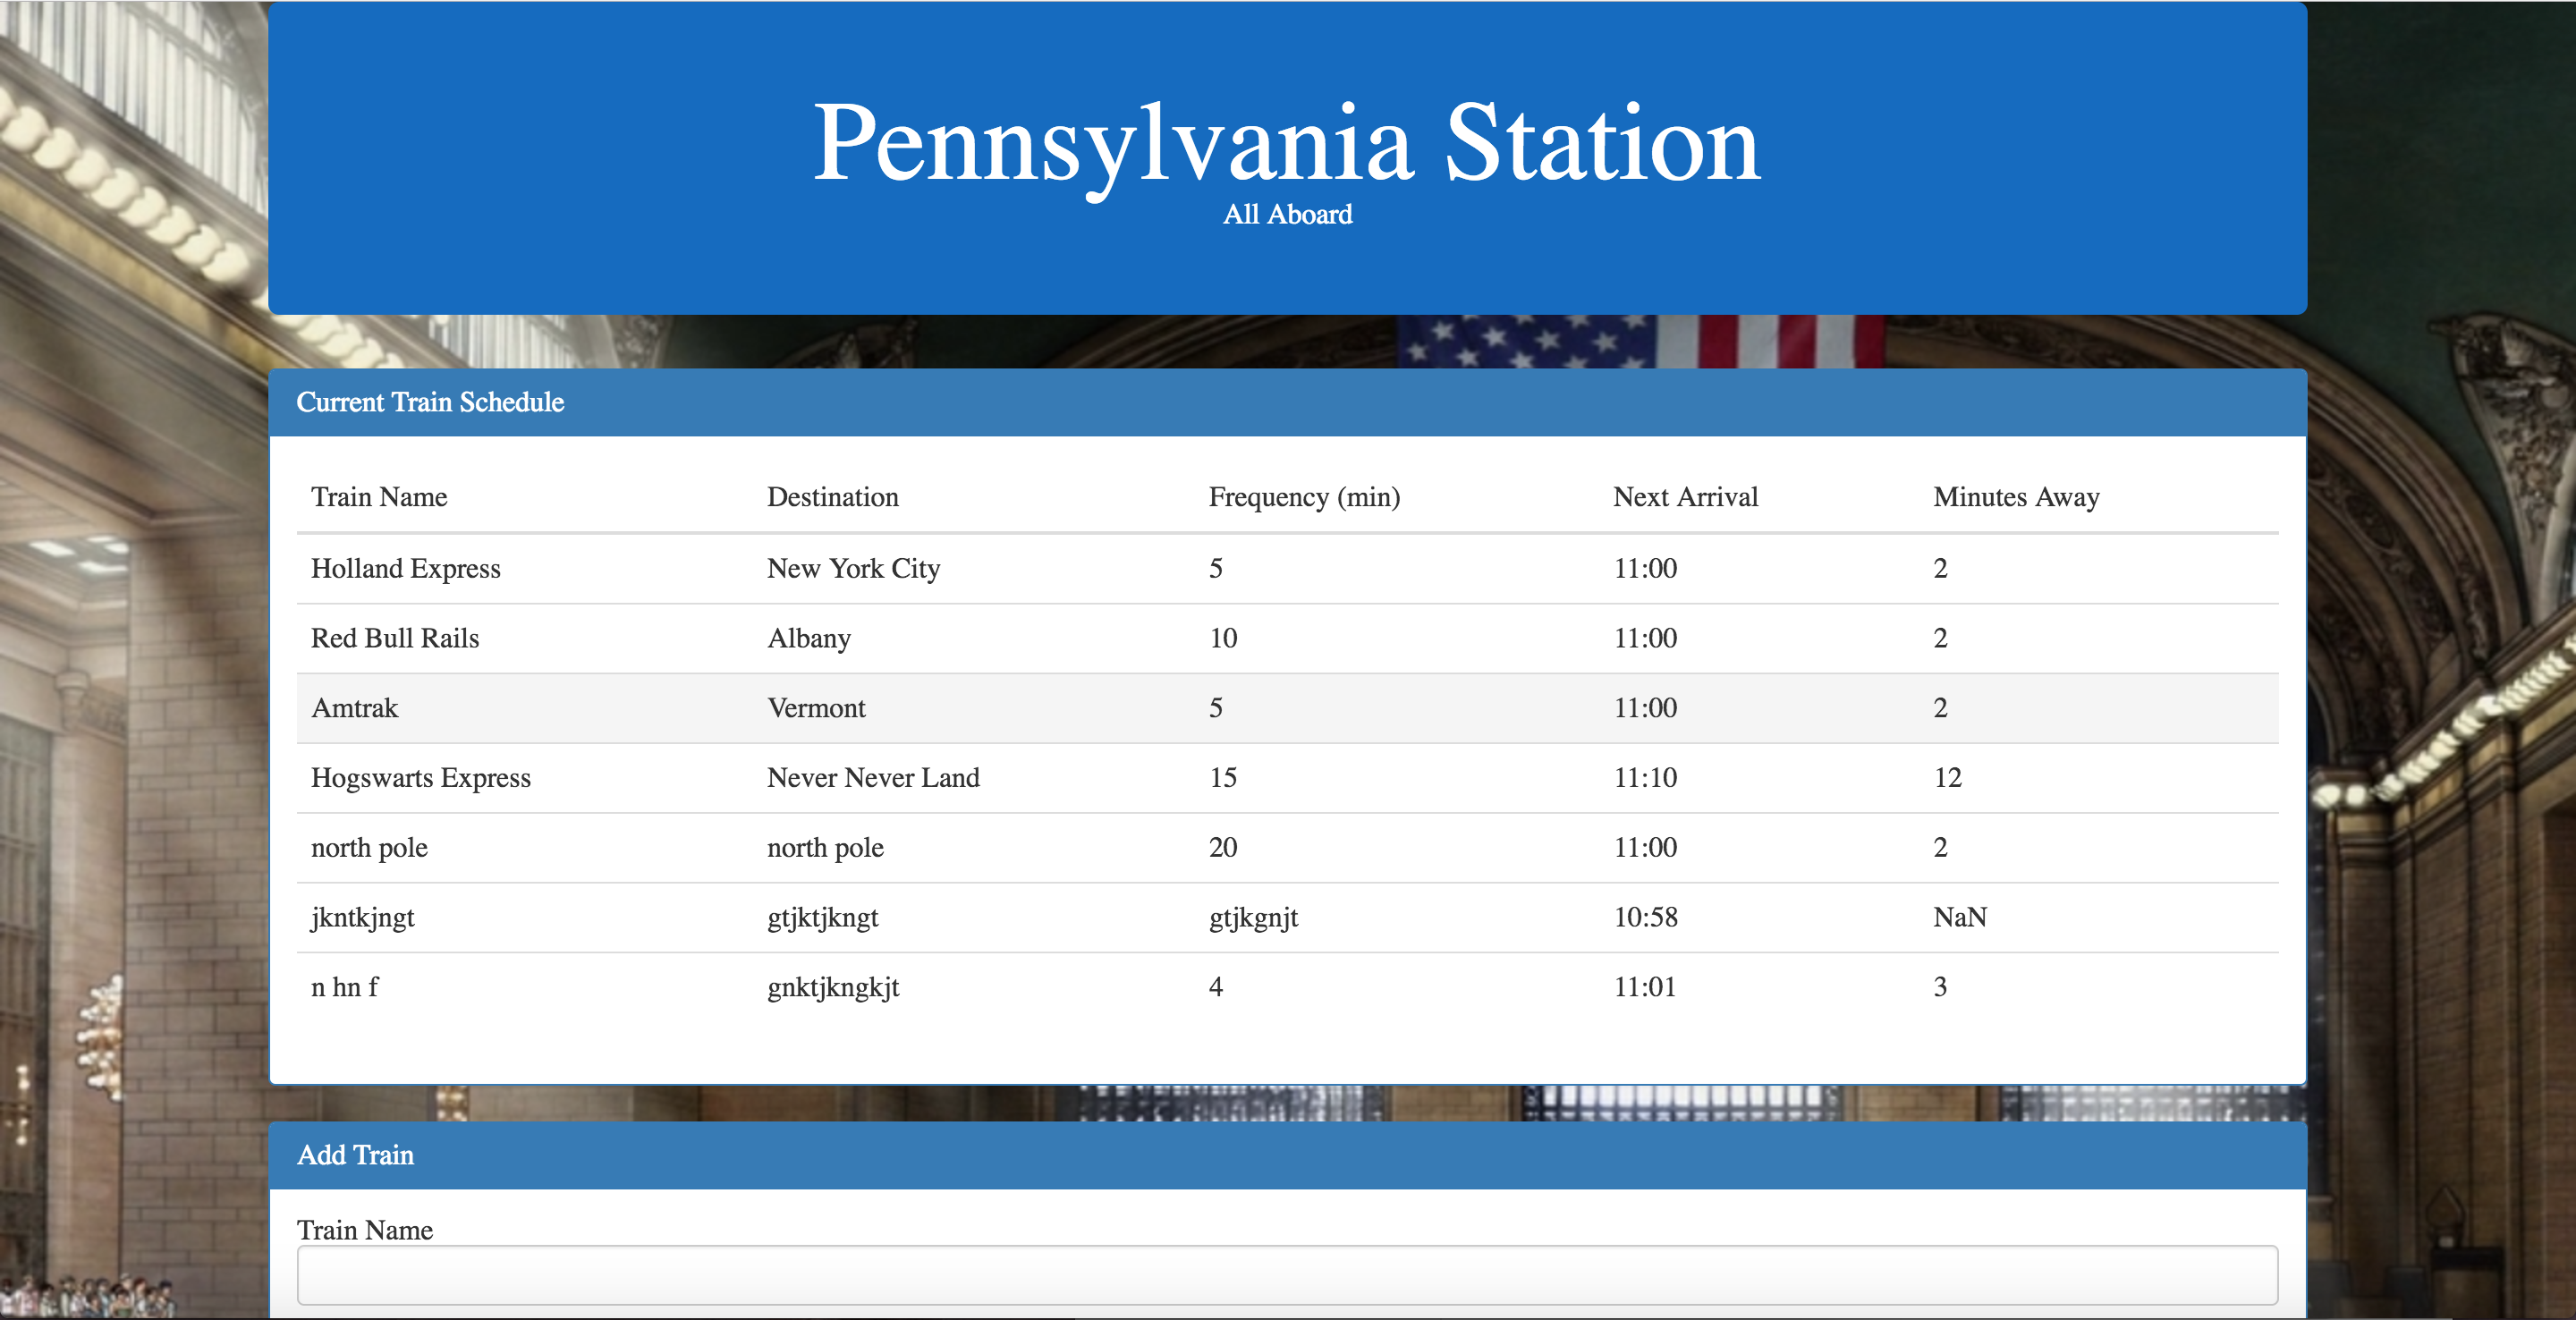 Pennsylvania Station
All Aboard
Current Train Schedule
Train Name Destination Frequency (min) Next Arrival Minutes Away
Holland Express New York City 5 11:00 2
Red Bull Rails Albany 10 11:00 2
Amtrak Vermont 5 11:00 2
Hogswarts Express Never Never Land 15 11:10 12
north pole north pole 20 11:00 2
jkntkjngt gtjktjkngt gtjkgnjt 10:58 NaN
n hn f gnktjkngkjt 4 11:01 3
Add Train
Train Name